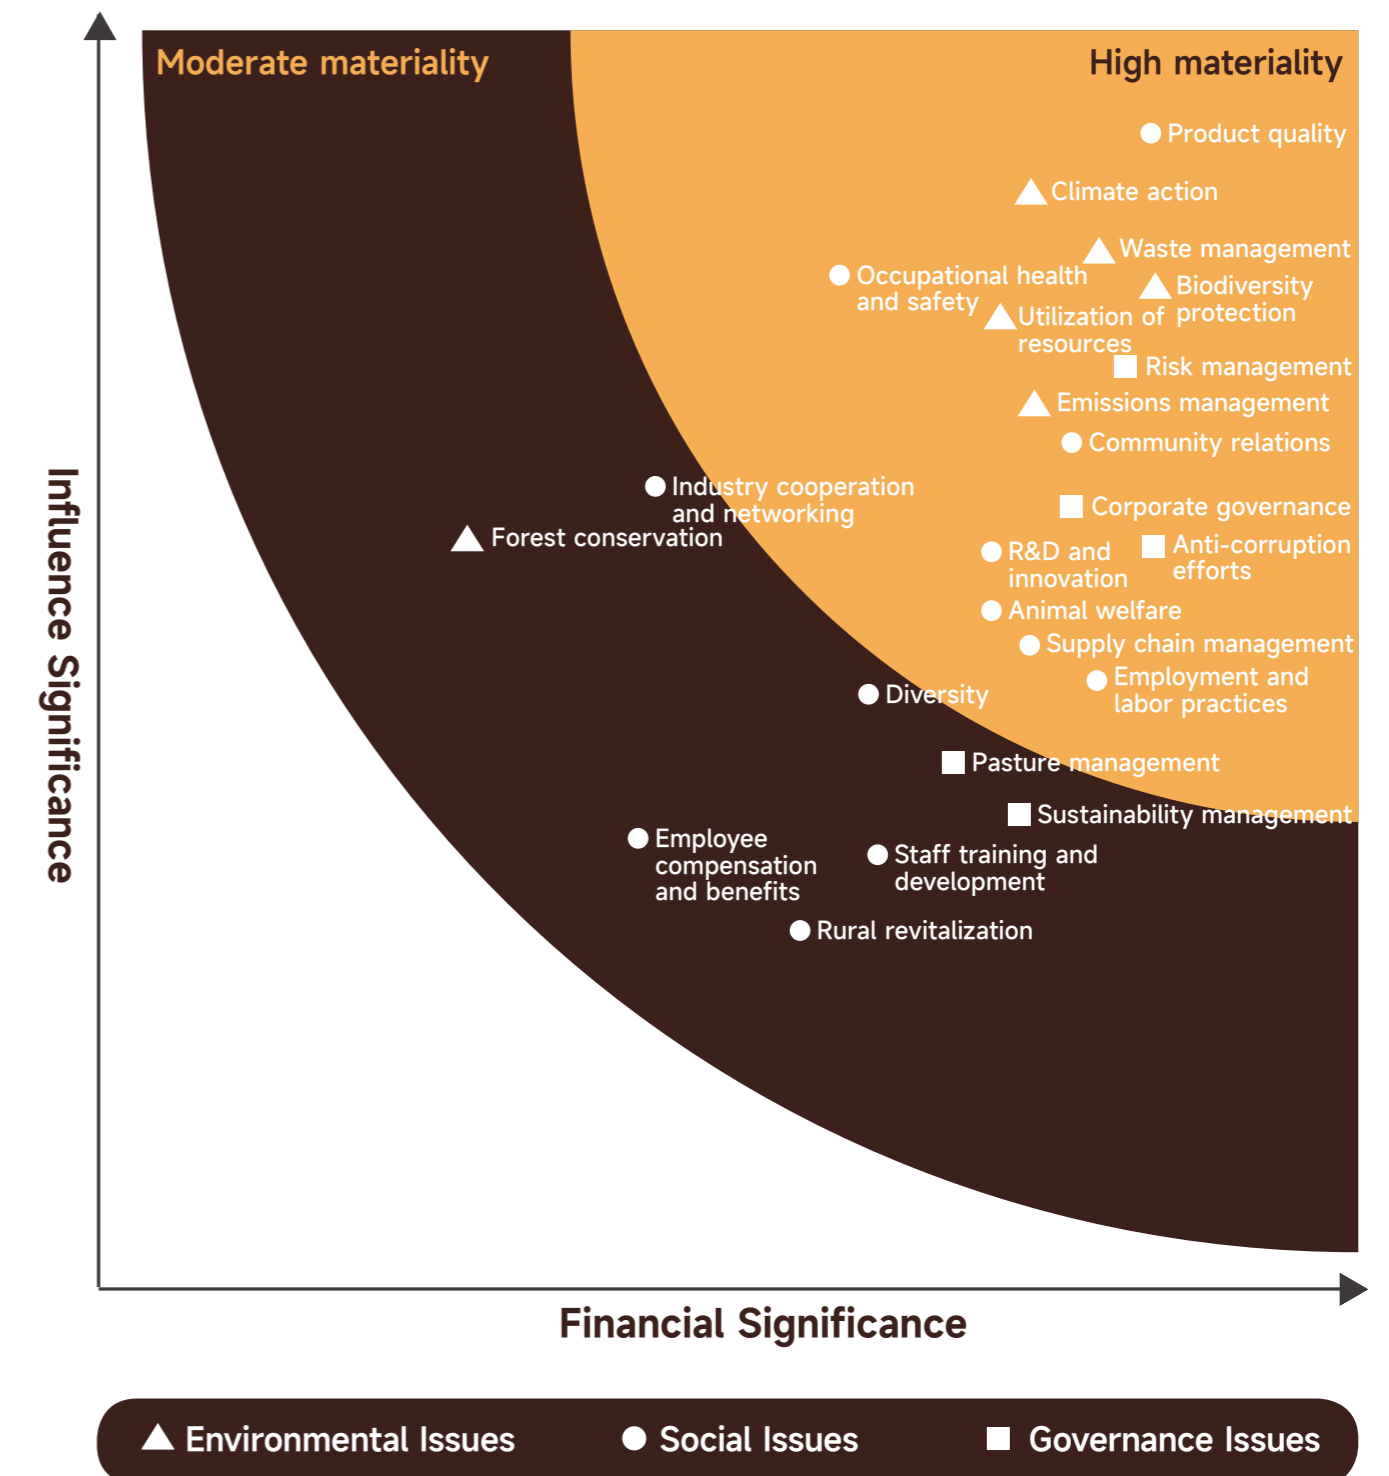 Moderate materiality
High materiality
Product quality
Climate action
Waste management
Occupational health
and safety
Biodiversity
protection
Utilization of
resources
Risk management
Emissions management
Community relations
Industry cooperation
and networking
Corporate governance
Forest conservation
R&D and
innovation
Anti-corruption
efforts
Animal welfare
Supply chain management
Employment and
labor practices
Diversity
Pasture management
Sustainability management
Employee
compensation
and benefits
Staff training and
development
Rural revitalization
Influence Significance
Financial Significance
Environmental Issues
Social Issues
Governance Issues